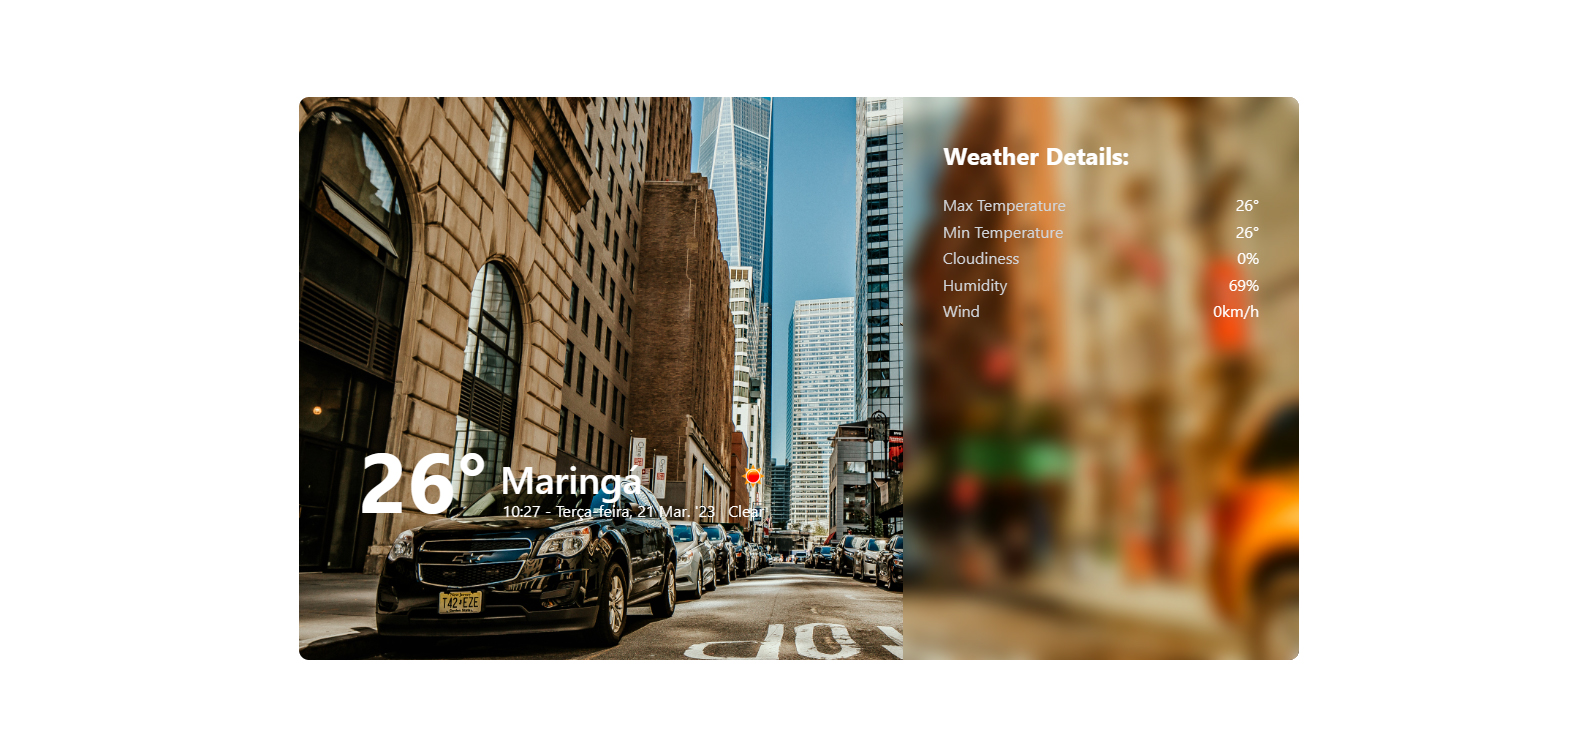 Weather Details:
Max Temperature 26°
Min Temperature 26°
Cloudiness 0%
Humidity 69%
Wind 0km/h
26° Maringá
10:27 - Terça-feira, 21 Mar. '23 Clear
T42•EZE